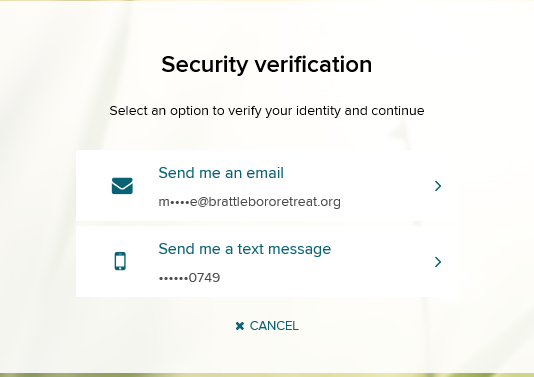 Security verification
Select an option to verify your identity and continue
Send me an email
m••••e@brattlebororetreat.org
Send me a text message
••••••0749
✖ CANCEL